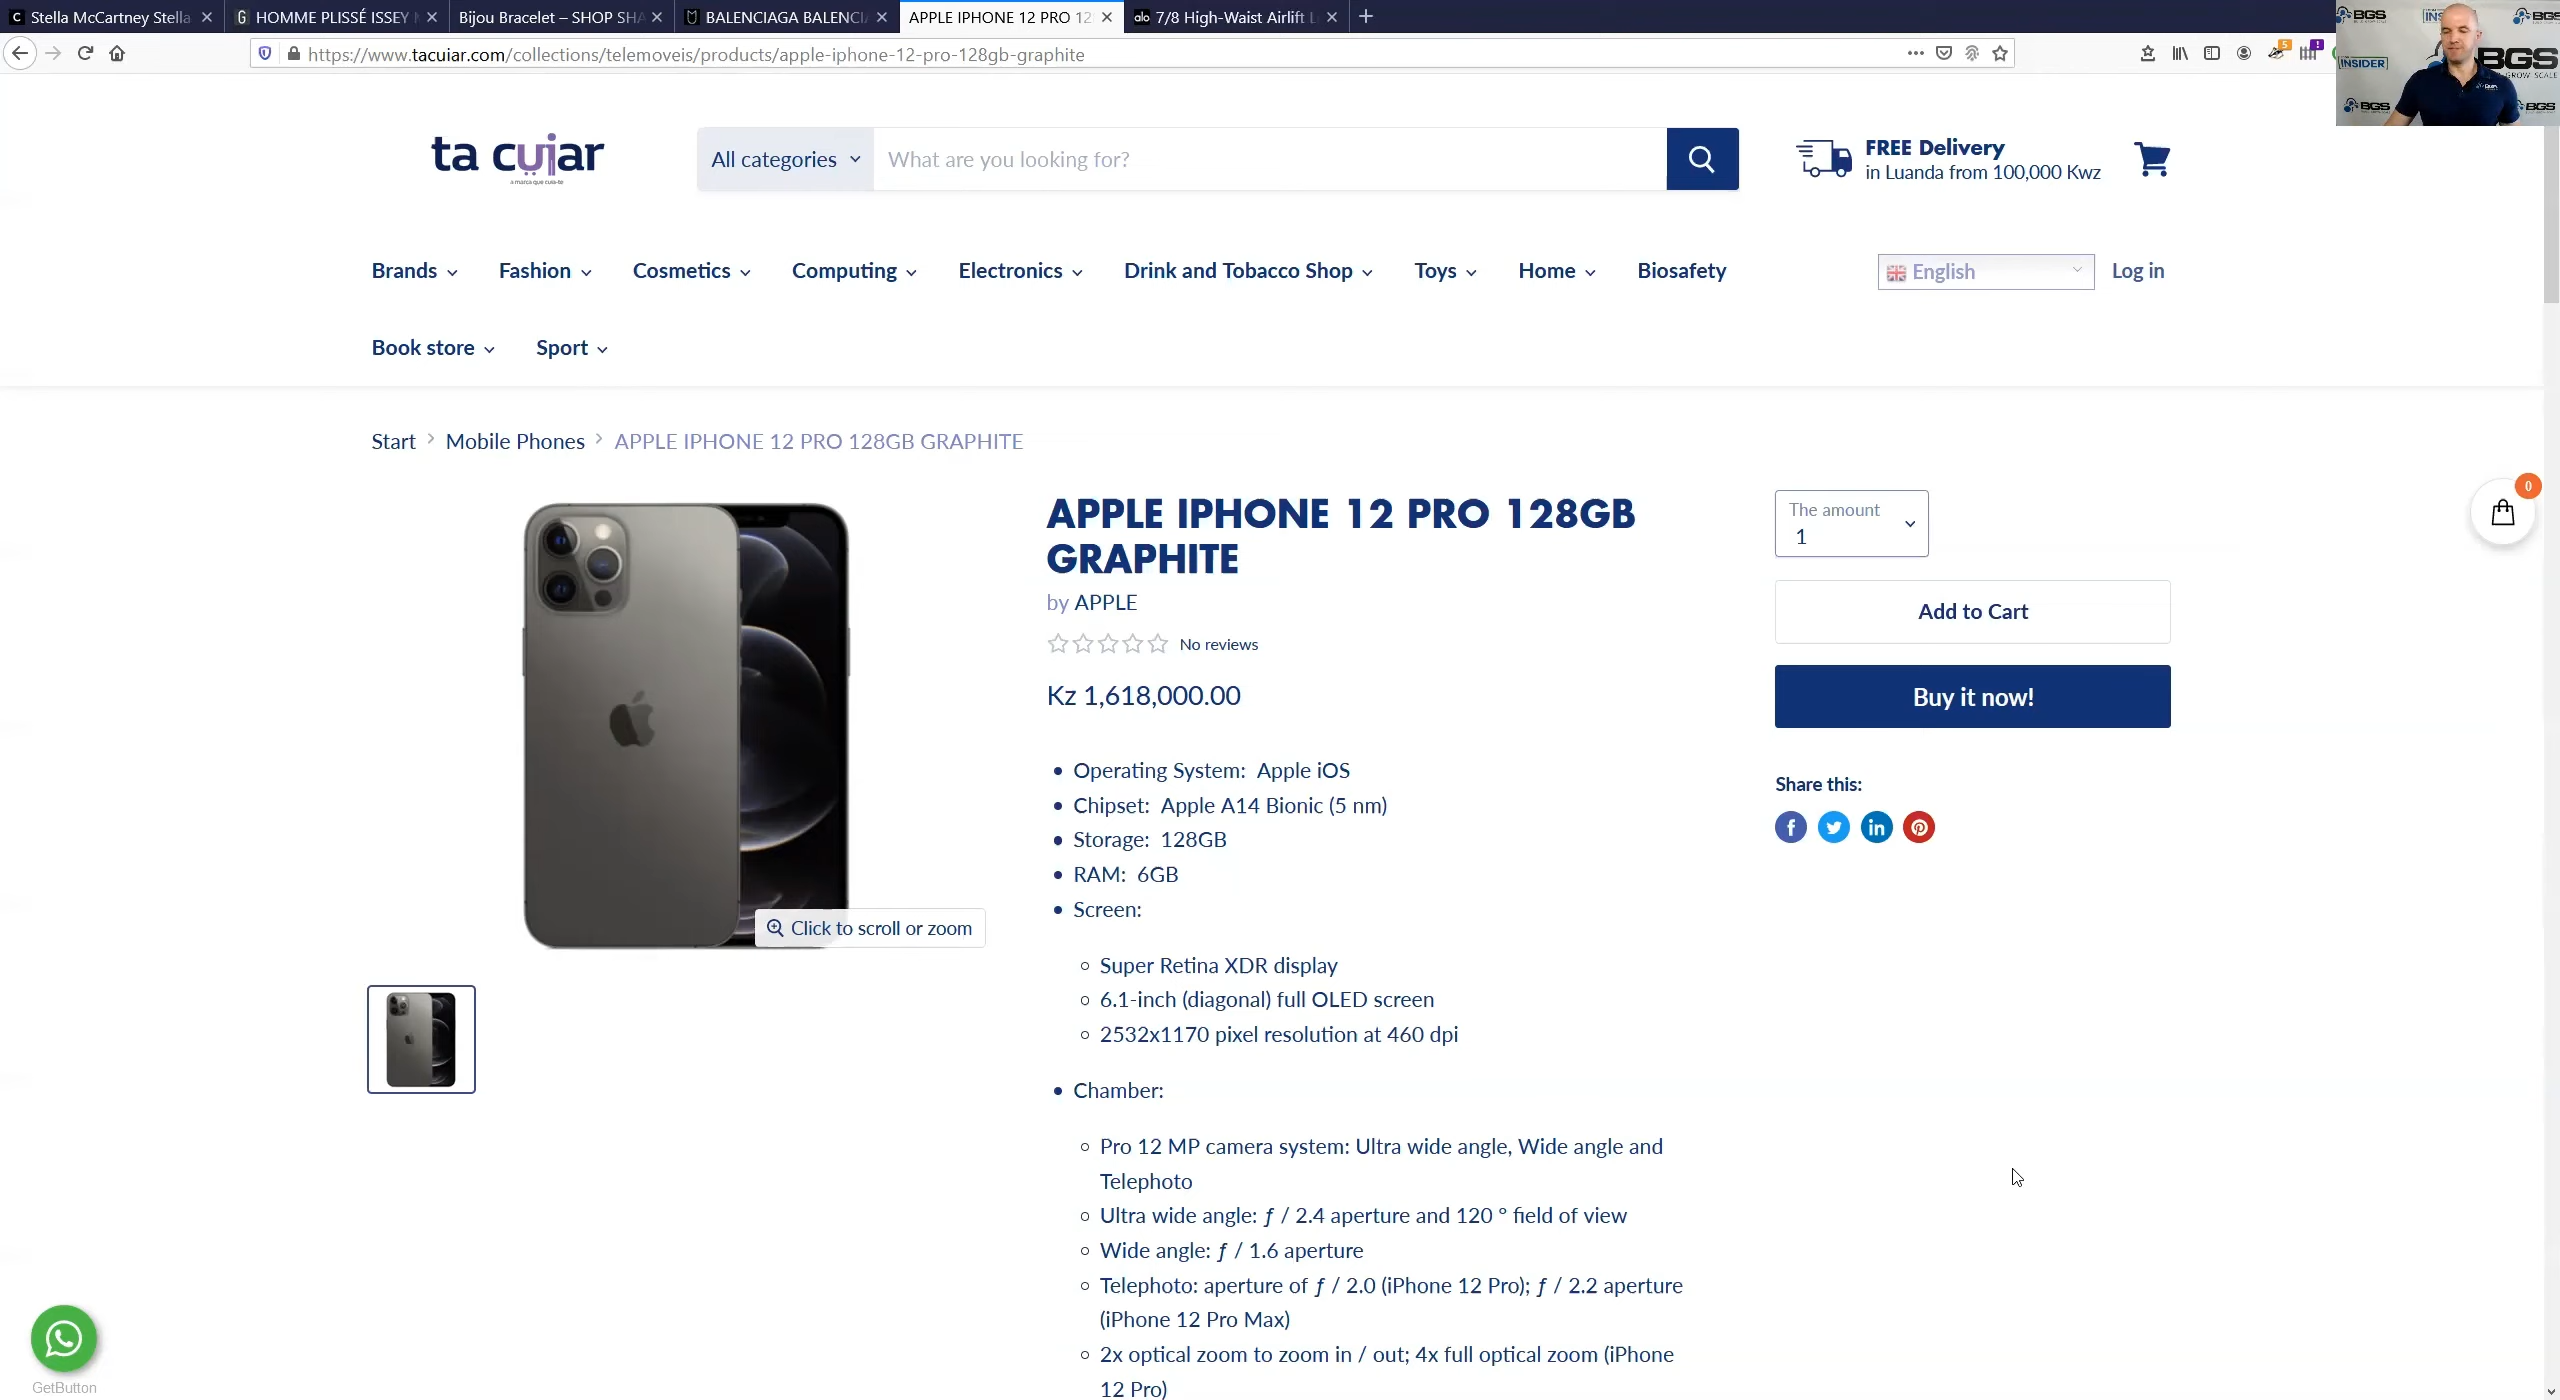 Stella McCartney Stella
HOMME PLISSÉ ISSEY
Bijou Bracelet – SHOP SHA
BALENCIAGA BALENCI
APPLE IPHONE 12 PRO 12
alo 7/8 High-Waist Airlift L
https://www.tacuiar.com/collections/telemoveis/products/apple-iphone-12-pro-128gb-graphite
5
BGS
INSIDER
BGS
GROW SCALE
ta cuiar
a marca que cuia-te
All categories
What are you looking for?
FREE Delivery
in Luanda from 100,000 Kwz
Brands
Fashion
Cosmetics
Computing
Electronics
Drink and Tobacco Shop
Toys
Home
Biosafety
English
Log in
Book store
Sport
Start > Mobile Phones > APPLE IPHONE 12 PRO 128GB GRAPHITE
APPLE IPHONE 12 PRO 128GB
GRAPHITE
by APPLE
No reviews
Kz 1,618,000.00
The amount
1
Add to Cart
Buy it now!
Share this:
0
• Operating System: Apple iOS
• Chipset: Apple A14 Bionic (5 nm)
• Storage: 128GB
• RAM: 6GB
• Screen:
Super Retina XDR display
6.1-inch (diagonal) full OLED screen
2532x1170 pixel resolution at 460 dpi
• Chamber:
Pro 12 MP camera system: Ultra wide angle, Wide angle and
Telephoto
Ultra wide angle: ƒ / 2.4 aperture and 120 ° field of view
Wide angle: ƒ / 1.6 aperture
Telephoto: aperture of ƒ / 2.0 (iPhone 12 Pro); ƒ / 2.2 aperture
(iPhone 12 Pro Max)
2x optical zoom to zoom in / out; 4x full optical zoom (iPhone
12 Pro)
Click to scroll or zoom
GetButton